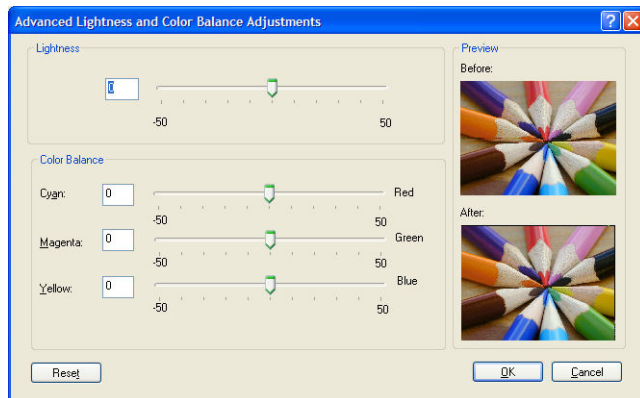 Advanced Lightness and Color Balance Adjustments
Lightness
0
-50 50
Color Balance
Cyan: 0 Red
-50 50
Magenta: 0 Green
-50 50
Yellow: 0 Blue
-50 50
Preview
Before:
After:
Reset
OK
Cancel